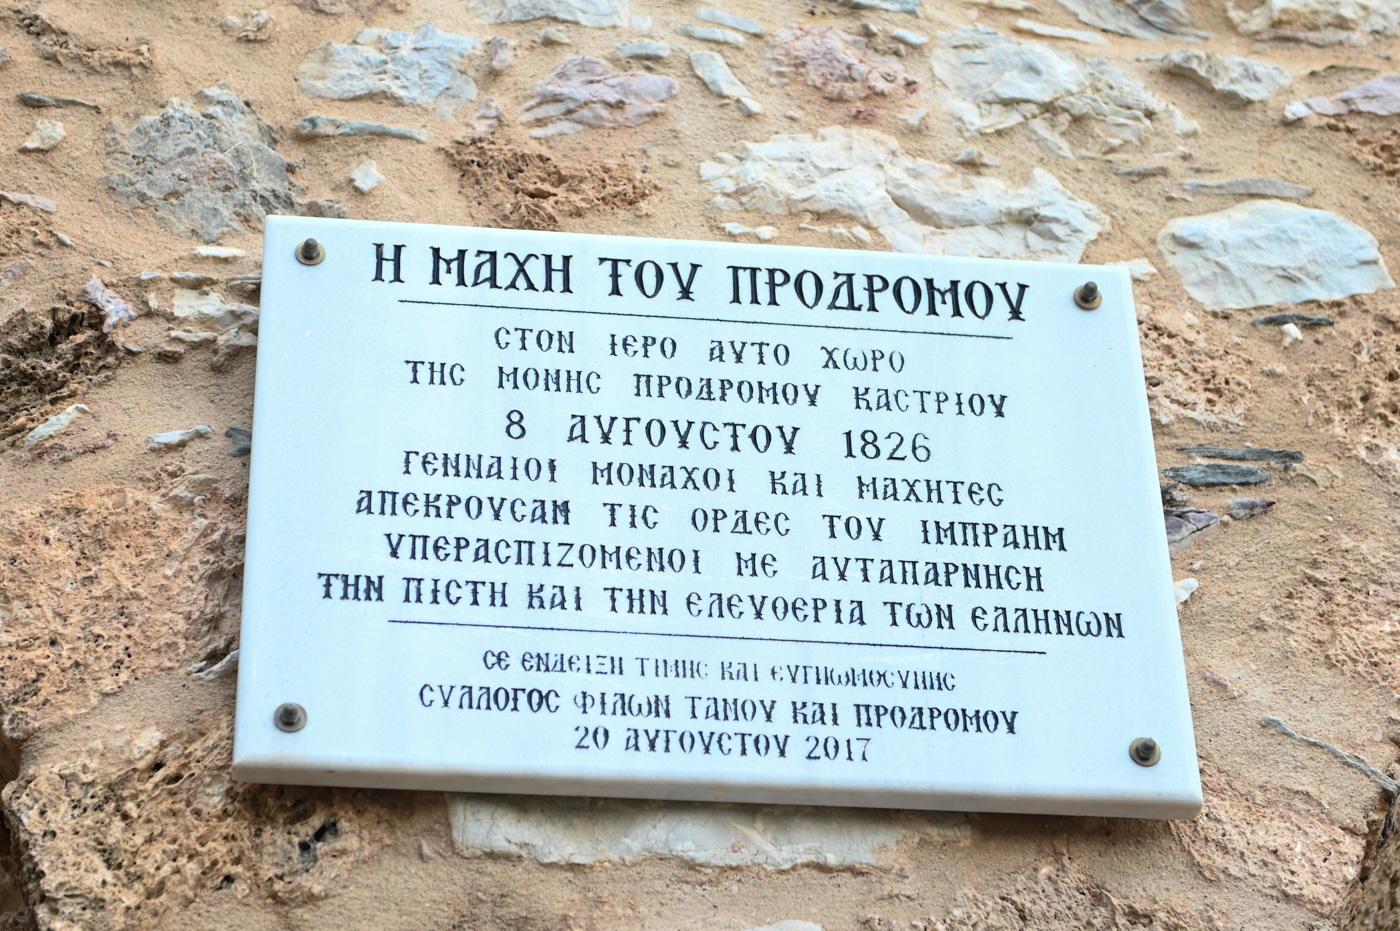 Η ΜΑΧΗ ΤΟΥ ΠΡΟΔΡΟΜΟΥ
ΣΤΟΝ ΙΕΡΟ ΑΥΤΟ ΧΩΡΟ
ΤΗΣ ΜΟΝΗΣ ΠΡΟΔΡΟΜΟΥ ΚΑΣΤΡΙΟΥ
8 ΑΥΓΟΥΣΤΟΥ 1826
ΓΕΝΝΑΙΟΙ ΜΟΝΑΧΟΙ ΚΑΙ ΜΑΧΗΤΕΣ
ΑΠΕΚΡΟΥΣΑΝ ΤΙΣ ΟΡΔΕΣ ΤΟΥ ΙΜΠΡΑΗΜ
ΥΠΕΡΑΣΠΙΖΟΜΕΝΟΙ ΜΕ ΑΥΤΑΠΑΡΝΗΣΗ
ΤΗΝ ΠΙΣΤΗ ΚΑΙ ΤΗΝ ΕΛΕΥΘΕΡΙΑ ΤΩΝ ΕΛΛΗΝΩΝ
ΣΕ ΕΝΔΕΙΞΗ ΤΙΜΗΣ ΚΑΙ ΕΥΓΝΩΜΟΣΥΝΗΣ
ΣΥΛΛΟΓΟΣ ΦΙΛΩΝ ΤΑΝΟΥ ΚΑΙ ΠΡΟΔΡΟΜΟΥ
20 ΑΥΓΟΥΣΤΟΥ 2017